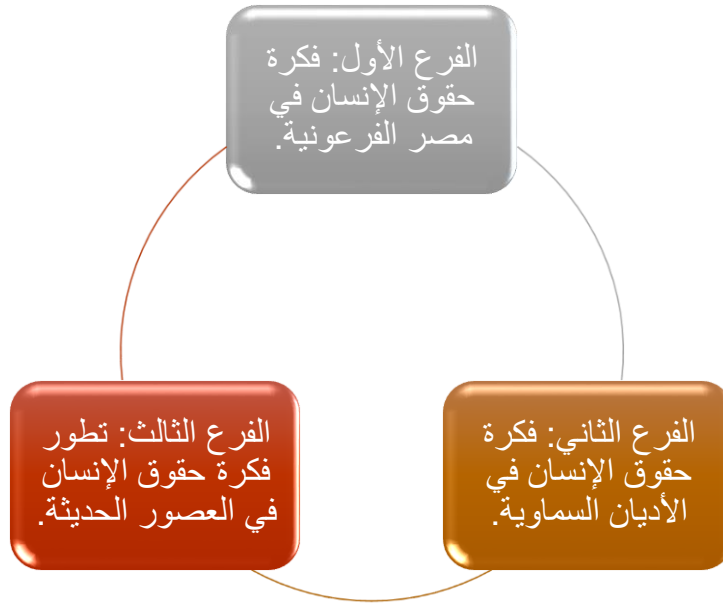 الفرع الأول: فكرة
حقوق الإنسان في
مصر الفرعونية.
الفرع الثاني: فكرة
حقوق الإنسان في
الأديان السماوية.
الفرع الثالث: تطور
فكرة حقوق الإنسان
في العصور الحديثة.